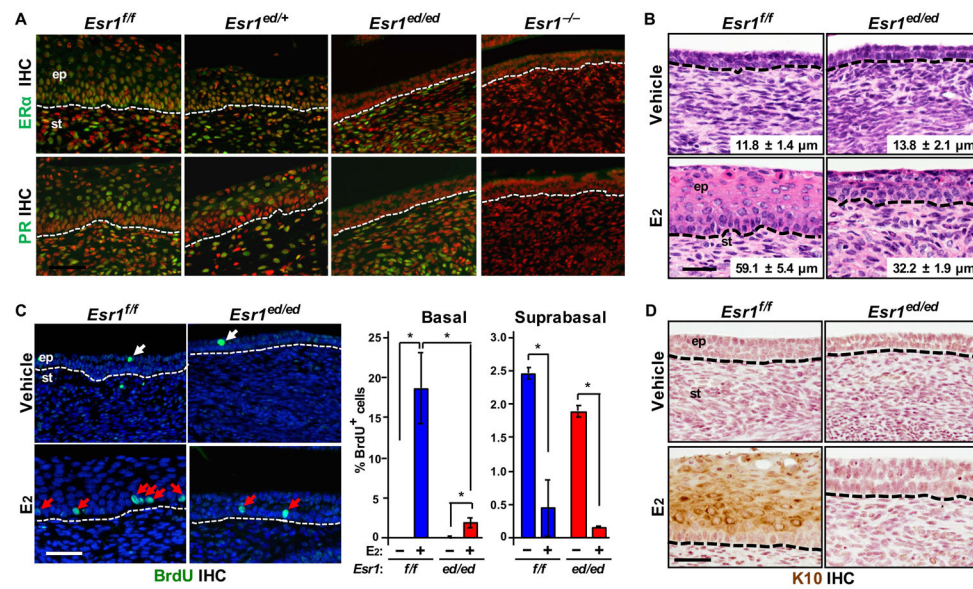 A
Esr1f/f
Esr1ed/+
Esr1ed/ed
Esr1–/–
ERα IHC
ep
st
PR IHC
B
Esr1f/f
Esr1ed/ed
Vehicle
11.8 ± 1.4 µm
13.8 ± 2.1 µm
E2
ep
st
59.1 ± 5.4 µm
32.2 ± 1.9 µm
C
Esr1f/f
Esr1ed/ed
Vehicle
ep
st
E2
BrdU IHC
Basal
Suprabasal
% BrdU+ cells
25
20
15
10
5
0
3.0
2.5
2.0
1.5
1.0
0.5
0
* * *
* *
E2: – + – + – + – +
Esr1: f/f ed/ed f/f ed/ed
D
Esr1f/f
Esr1ed/ed
Vehicle
ep
st
E2
K10 IHC